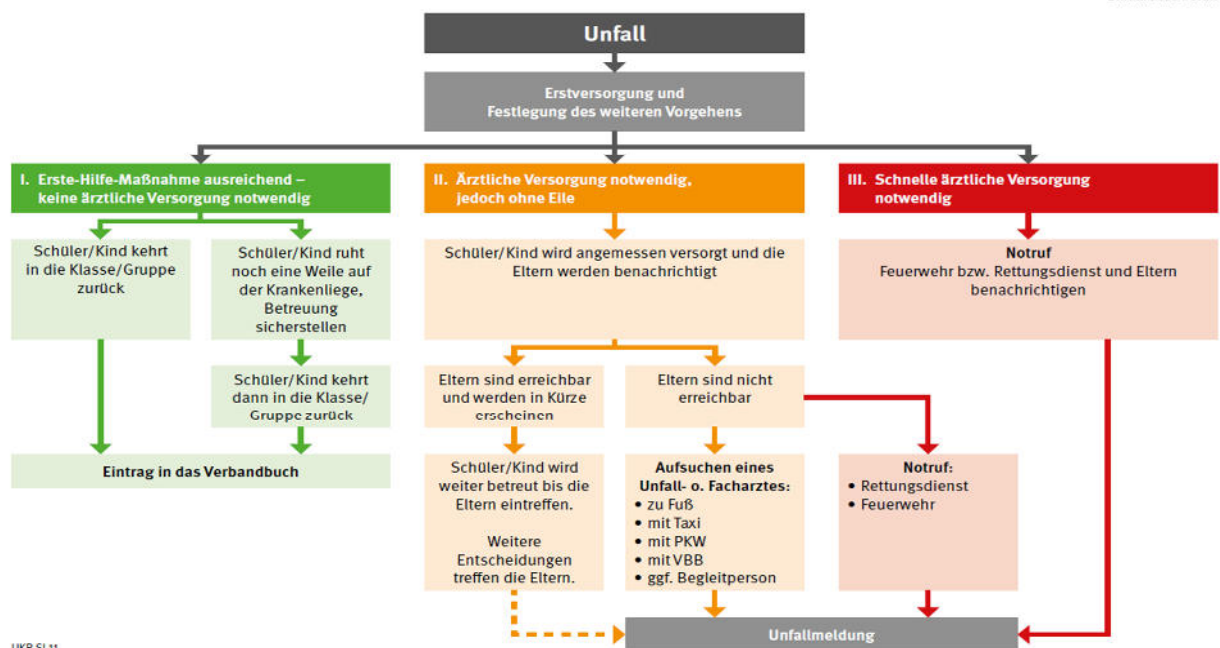 Unfall
Erstversorgung und
Festlegung des weiteren Vorgehens
I. Erste-Hilfe-Maßnahme ausreichend –
keine ärztliche Versorgung notwendig
II. Ärztliche Versorgung notwendig,
jedoch ohne Eile
III. Schnelle ärztliche Versorgung
notwendig
Schüler/Kind kehrt
in die Klasse/Gruppe
zurück
Schüler/Kind ruht
noch eine Weile auf
der Krankenliege,
Betreuung
sicherstellen
Schüler/Kind wird angemessen versorgt und die
Eltern werden benachrichtigt
Notruf
Feuerwehr bzw. Rettungsdienst und Eltern
benachrichtigen
Schüler/Kind kehrt
dann in die Klasse/
Gruppe zurück
Eltern sind erreichbar
und werden in Kürze
erscheinen
Eltern sind nicht
erreichbar
Eintrag in das Verbandbuch
Schüler/Kind wird
weiter betreut bis die
Eltern eintreffen.
Weitere
Entscheidungen
treffen die Eltern.
Aufsuchen eines
Unfall- o. Facharztes:
• zu Fuß
• mit Taxi
• mit PKW
• mit VBB
• ggf. Begleitperson
Notruf:
• Rettungsdienst
• Feuerwehr
Unfallmeldung